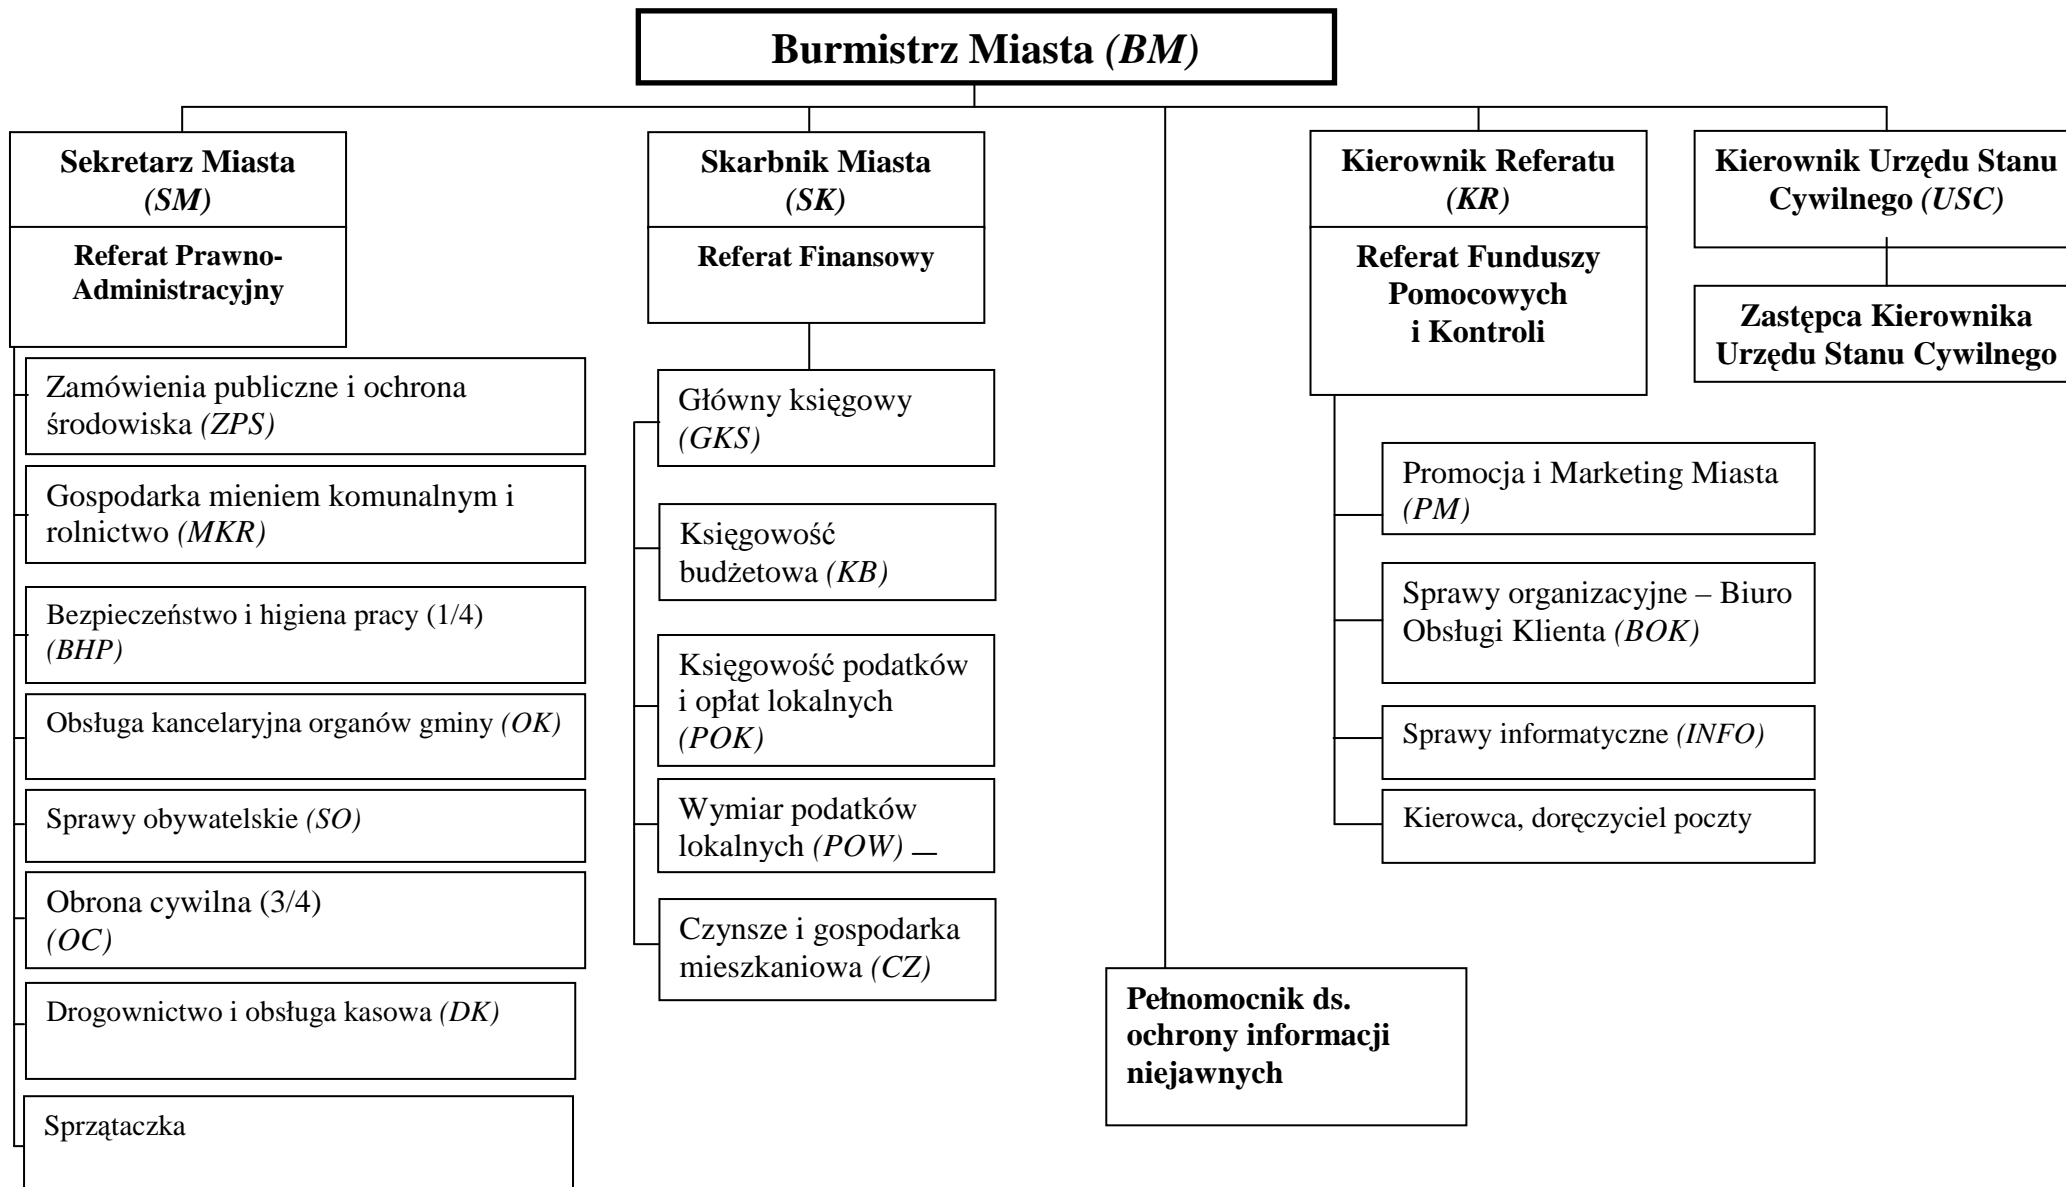 Burmistrz Miasta (BM)
Sekretarz Miasta
(SM)
Referat Prawno-
Administracyjny
Zamówienia publiczne i ochrona
środowiska (ZPS)
Gospodarka mieniem komunalnym i
rolnictwo (MKR)
Bezpieczeństwo i higiena pracy (1/4)
(BHP)
Obsługa kancelaryjna organów gminy (OK)
Sprawy obywatelskie (SO)
Obrona cywilna (3/4)
(OC)
Drogownictwo i obsługa kasowa (DK)
Sprzątaczka
Skarbnik Miasta
(SK)
Referat Finansowy
Główny księgowy
(GKS)
Księgowość
budżetowa (KB)
Księgowość podatków
i opłat lokalnych
(POK)
Wymiar podatków
lokalnych (POW)
Czynsze i gospodarka
mieszkaniowa (CZ)
Pełnomocnik ds.
ochrony informacji
niejawnych
Kierownik Referatu
(KR)
Referat Funduszy
Pomocowych
i Kontroli
Promocja i Marketing Miasta
(PM)
Sprawy organizacyjne – Biuro
Obsługi Klienta (BOK)
Sprawy informatyczne (INFO)
Kierowca, doręczyciel poczty
Kierownik Urzędu Stanu
Cywilnego (USC)
Zastępca Kierownika
Urzędu Stanu Cywilnego